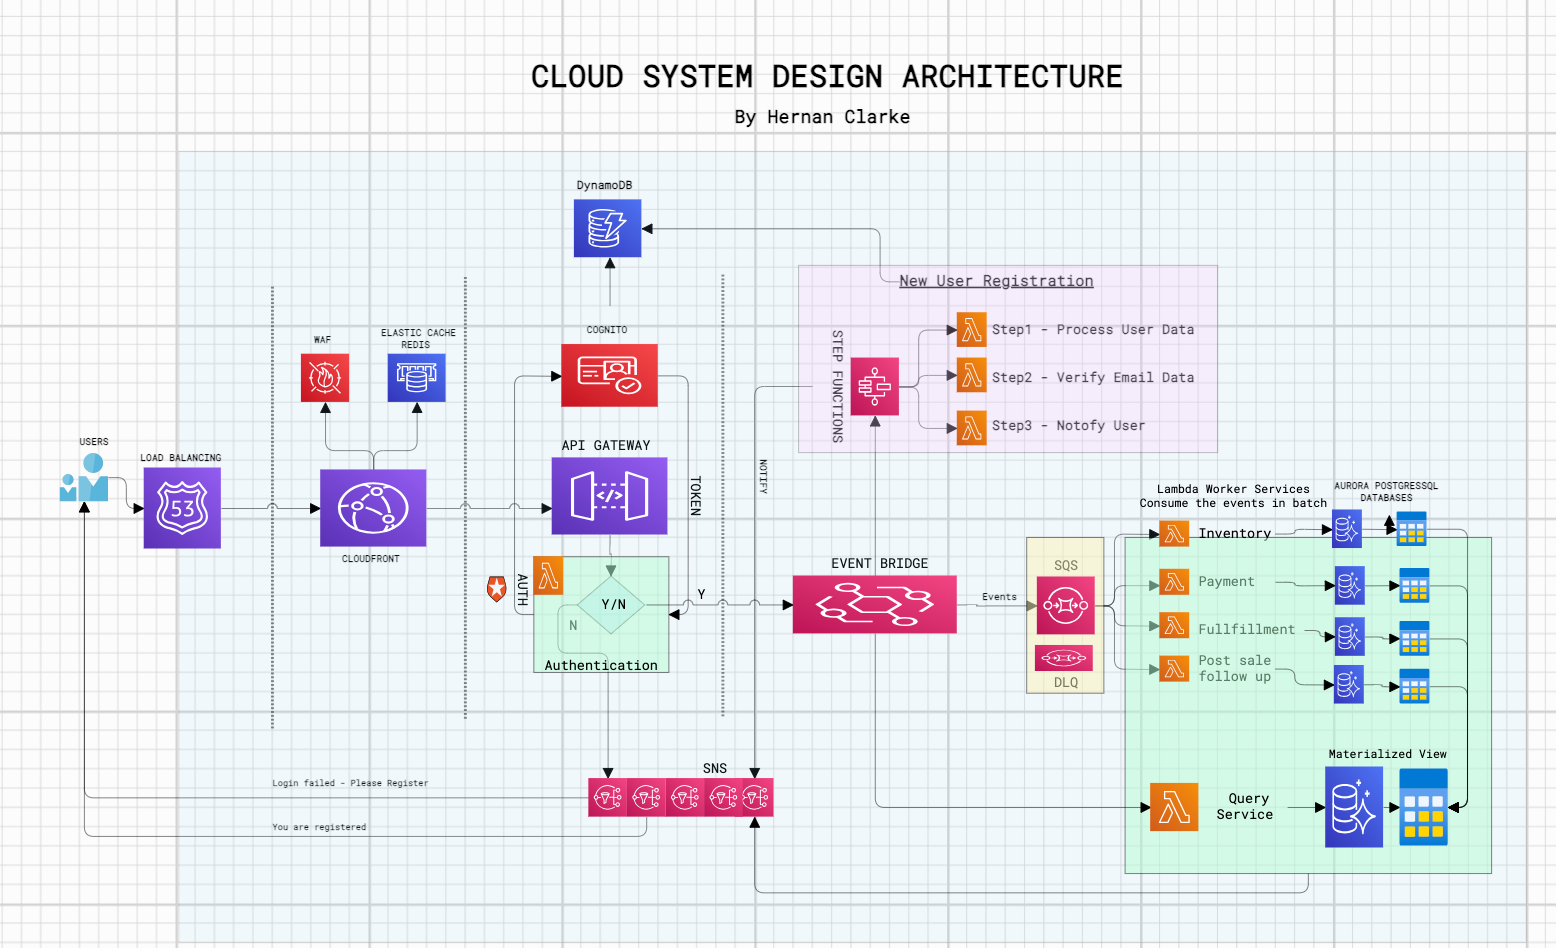 CLOUD SYSTEM DESIGN ARCHITECTURE
By Hernan Clarke
DynamoDB
New User Registration
COGNITO
WAF
ELASTIC CACHE
REDIS
STEP FUNCTIONS
Step1 - Process User Data
Step2 - Verify Email Data
Step3 - Notofy User
USERS
LOAD BALANCING
53
API GATEWAY
TOKEN
NOTIFY
CLOUDFRONT
Lambda Worker Services
Consume the events in batch
AURORA POSTGRESSQL
DATABASES
Inventory
EVENT BRIDGE
SQS
AUTH
Y/N
Y
N
Events
Payment
Fullfillment
Authentication
DLQ
Post sale
follow up
Materialized View
SNS
Login failed - Please Register
Query
Service
You are registered